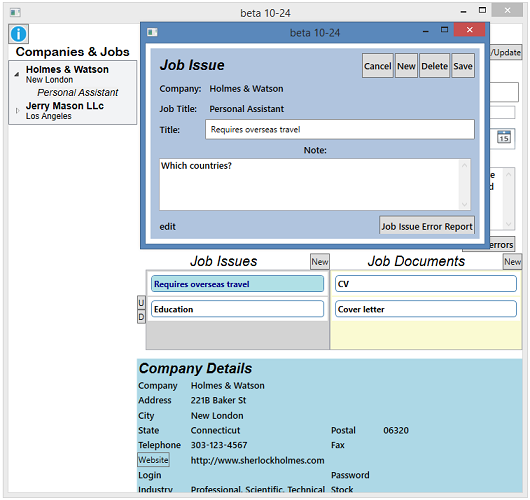 beta 10-24
beta 10-24
Companies & Jobs
/Update
Holmes & Watson
New London
Personal Assistant
Jerry Mason LLc
Los Angeles
Job Issue
Cancel New Delete Save
Company: Holmes & Watson
Job Title: Personal Assistant
Title: Requires overseas travel
15
Note:
Which countries?
edit
Job Issue Error Report
Job Issues New
Job Documents New
Requires overseas travel
CV
U
D
Education
Cover letter
Company Details
Company Holmes & Watson
Address 221B Baker St
City New London
State Connecticut Postal 06320
Telephone 303-123-4567 Fax
Website http://www.sherlockholmes.com
Login Password
Industry Professional, Scientific, Technical Stock